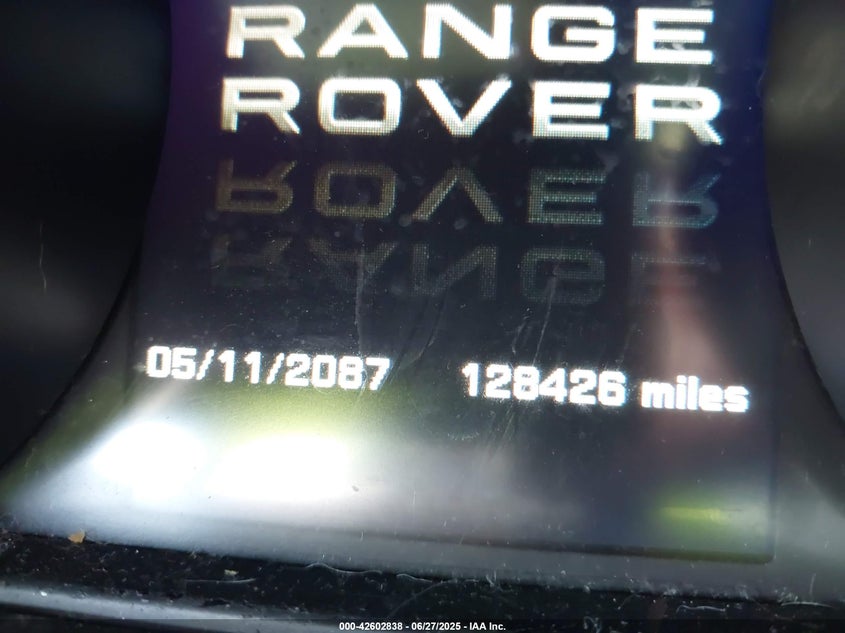 RANGE
ROVER
05/11/2087 128426 miles
000-42602838 - 06/27/2025 - IAA Inc.